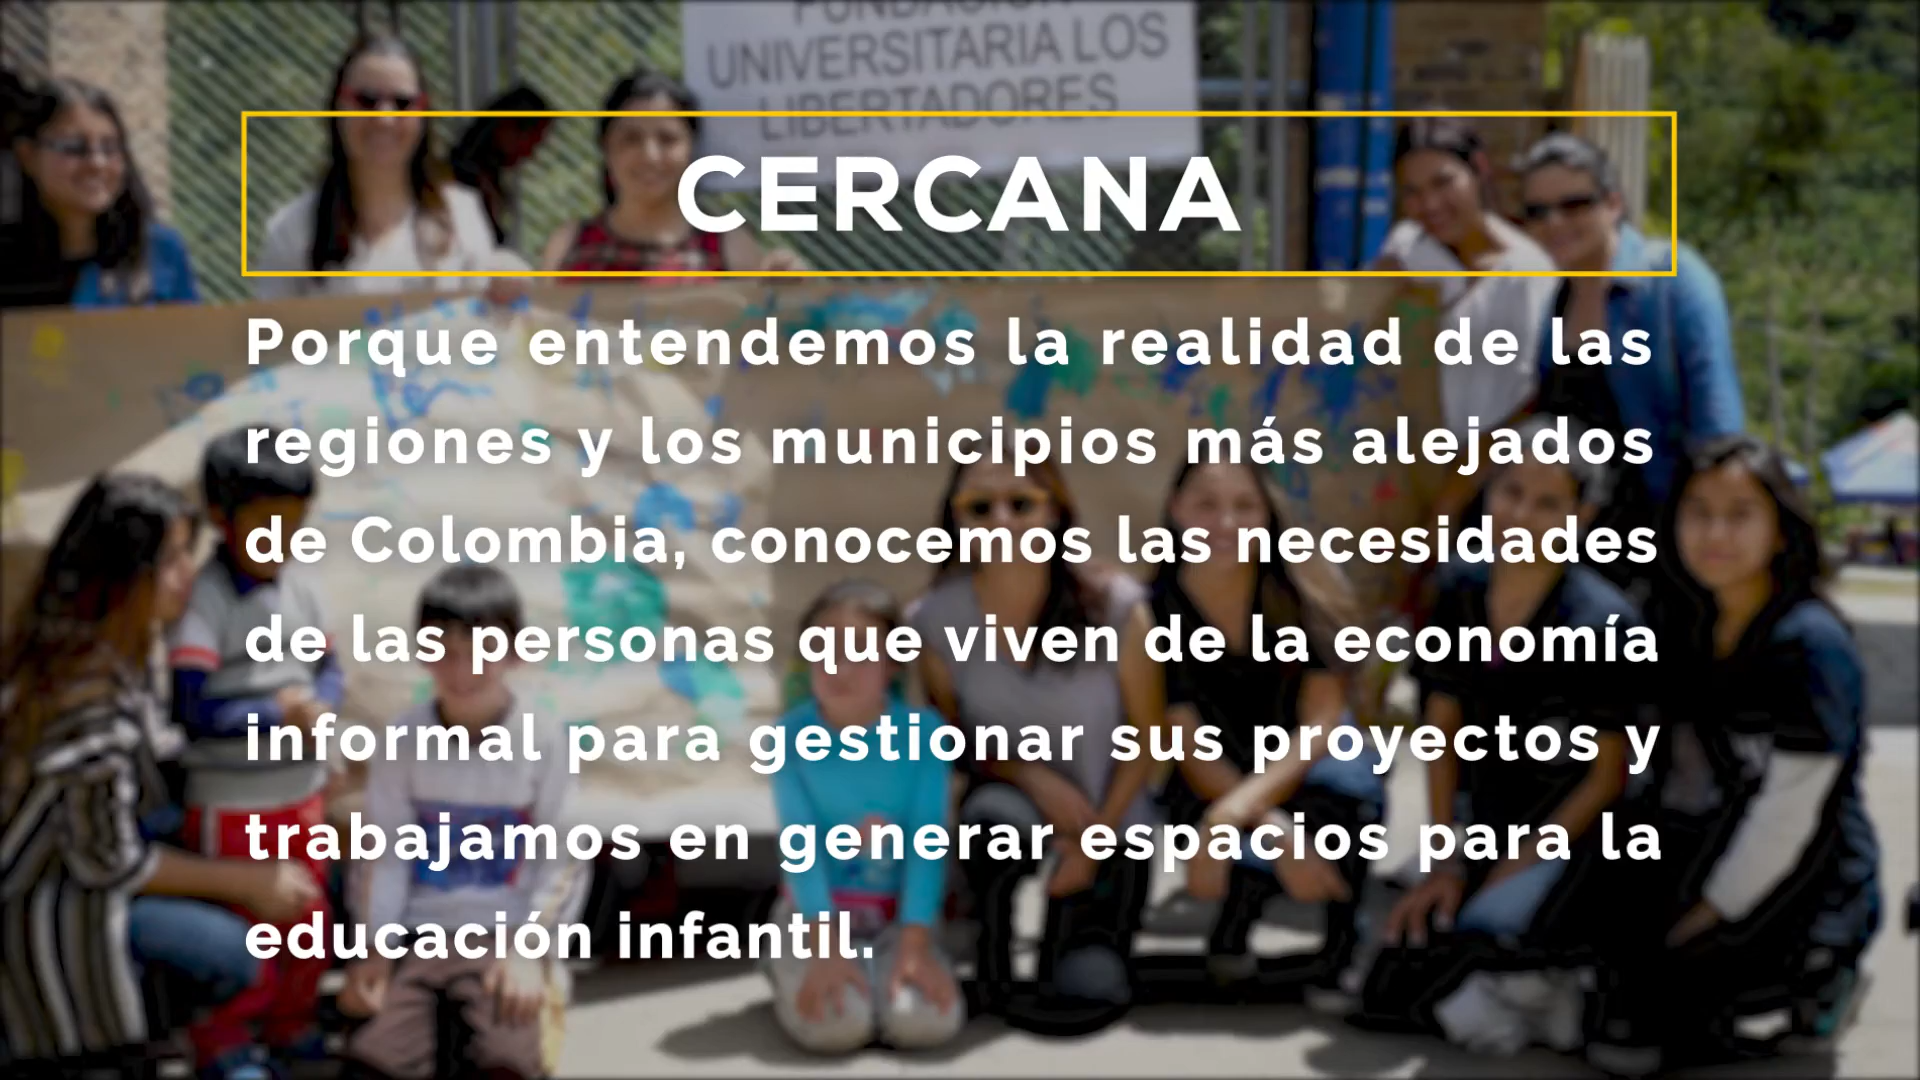 FUNDACIÓN
UNIVERSITARIA LOS
LIBERTADORES
CERCANA
Porque entendemos la realidad de las
regiones y los municipios más alejados
de Colombia, conocemos las necesidades
de las personas que viven de la economía
informal para gestionar sus proyectos y
trabajamos en generar espacios para la
educación infantil.